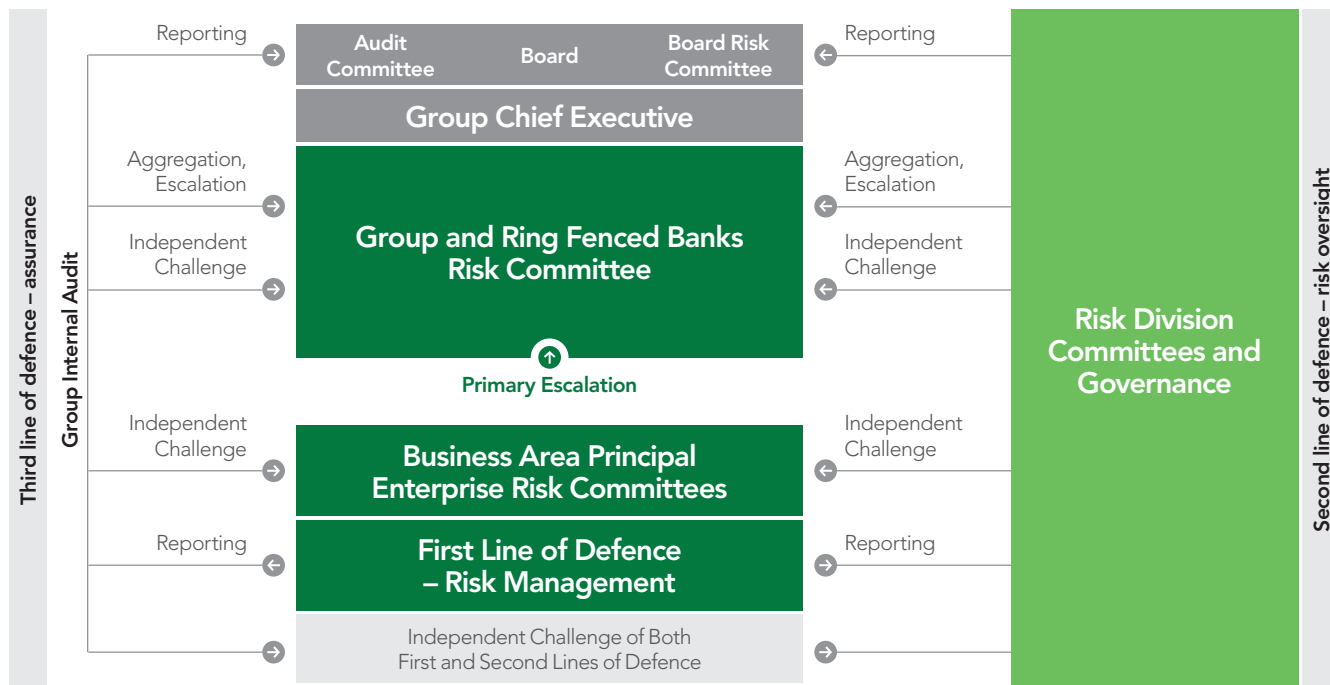 Third line of defence – assurance
Group Internal Audit
Reporting
Aggregation,
Escalation
Independent
Challenge
Independent
Challenge
Reporting
Audit
Committee
Board
Board Risk
Committee
Group Chief Executive
Group and Ring Fenced Banks
Risk Committee
Primary Escalation
Business Area Principal
Enterprise Risk Committees
First Line of Defence
– Risk Management
Independent Challenge of Both
First and Second Lines of Defence
Reporting
Aggregation,
Escalation
Independent
Challenge
Independent
Challenge
Reporting
Risk Division
Committees and
Governance
Second line of defence – risk oversight